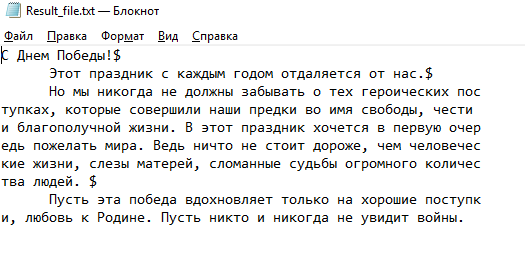 Result_file.txt — Блокнот
Файл Правка Формат Вид Справка
С Днем Победы!$
Этот праздник с каждым годом отдаляется от нас.$
Но мы никогда не должны забывать о тех героических пос
тупках, которые совершили наши предки во имя свободы, чести
и благополучной жизни. В этот праздник хочется в первую очер
едь пожелать мира. Ведь ничто не стоит дороже, чем человечес
кие жизни, слезы матерей, сломанные судьбы огромного количес
тва людей. $
Пусть эта победа вдохновляет только на хорошие поступк
и, любовь к Родине. Пусть никто и никогда не увидит войны.